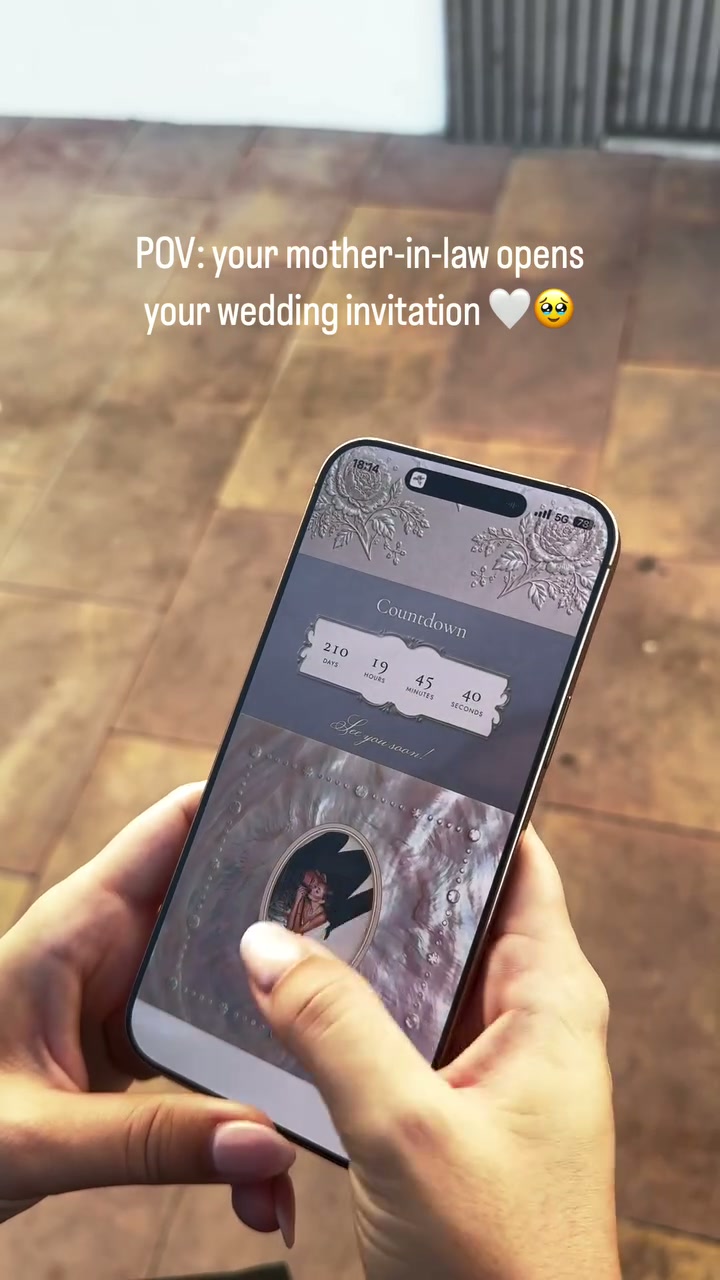 POV: your mother-in-law opens
your wedding invitation 🤍🥹
18:14
5G 73
Countdown
210 19 45 40
DAYS HOURS MINUTES SECONDS
See you soon!